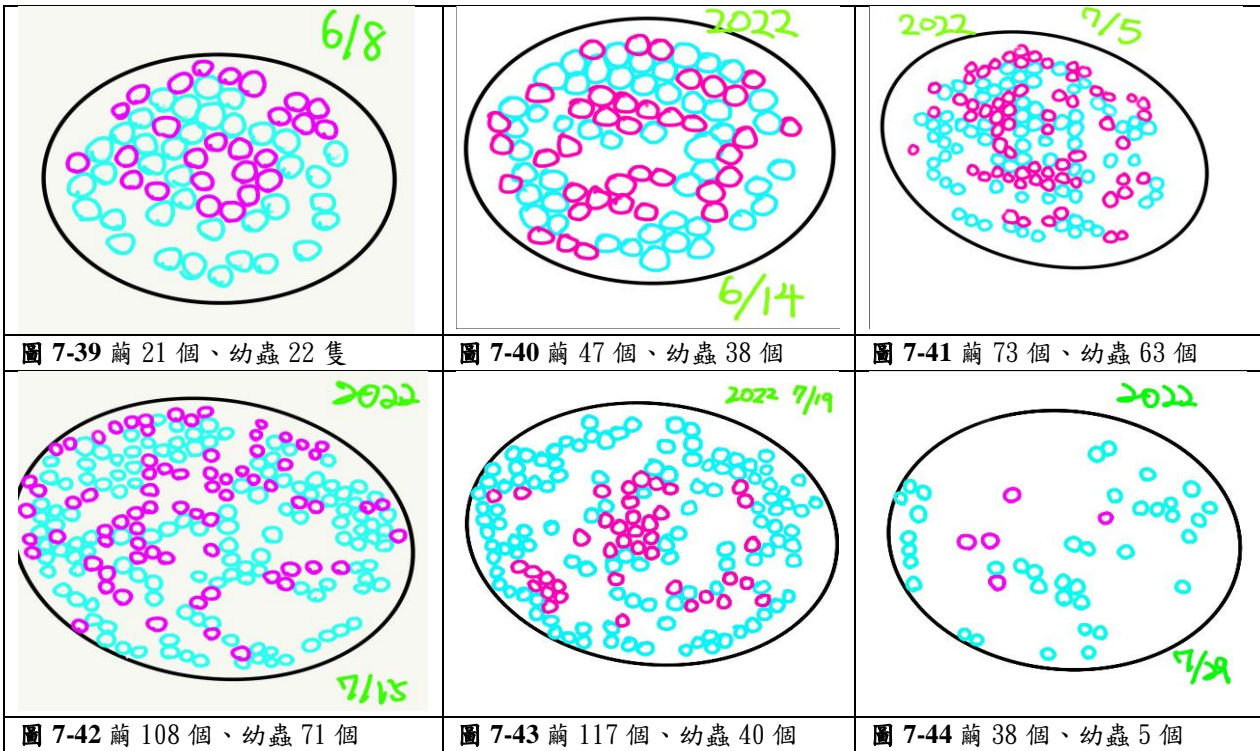 6/8
2022
6/14
2022 7/5
圖 7-39 繭 21 個、幼蟲 22 隻
圖 7-40 繭 47 個、幼蟲 38 個
圖 7-41 繭 73 個、幼蟲 63 個
2022
7/15
2022 7/19
2022
7/29
圖 7-42 繭 108 個、幼蟲 71 個
圖 7-43 繭 117 個、幼蟲 40 個
圖 7-44 繭 38 個、幼蟲 5 個